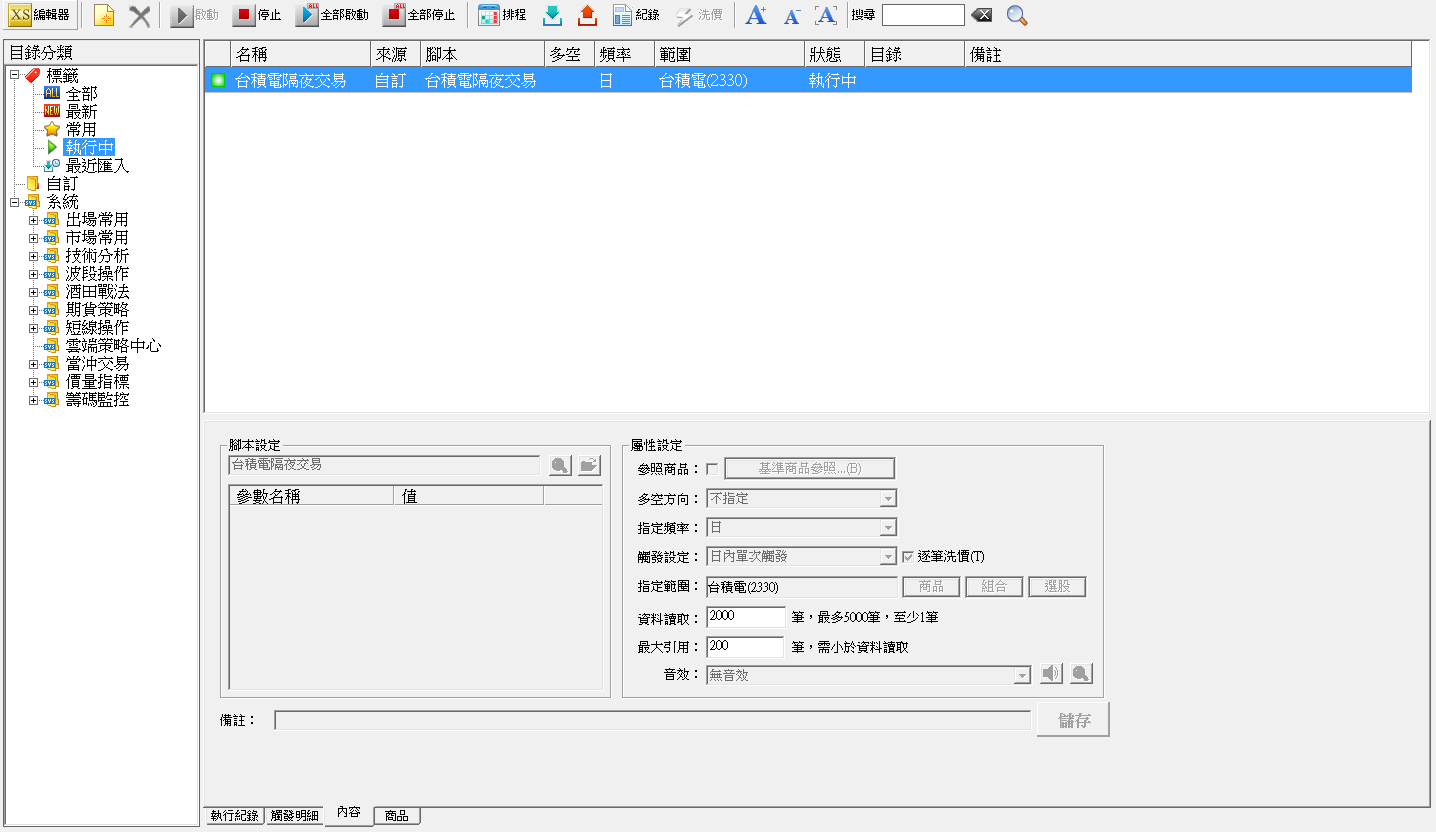 XS 編輯器 啟動 停止 ALL 全部啟動 ALL 全部停止 排程 紀錄 洗價 A+ A- A 搜尋
目錄分類
標籤
ALL 全部
NEW 最新
常用
執行中
最近匯入
自訂
系統
出場常用
市場常用
技術分析
波段操作
酒田戰法
期貨策略
短線操作
雲端策略中心
當沖交易
價量指標
籌碼監控
名稱 來源 腳本 多空 頻率 範圍 狀態 目錄 備註
台積電隔夜交易 自訂 台積電隔夜交易 日 台積電(2330) 執行中
腳本設定
台積電隔夜交易
參數名稱 值
屬性設定
參照商品： 基準商品參照...(B)
多空方向： 不指定
指定頻率： 日
觸發設定： 日內單次觸發 逐筆洗價(T)
指定範圍： 台積電(2330) 商品 組合 選股
資料讀取： 2000 筆，最多5000筆，至少1筆
最大引用： 200 筆，需小於資料讀取
音效： 無音效
備註： 儲存
執行紀錄 觸發明細 內容 商品